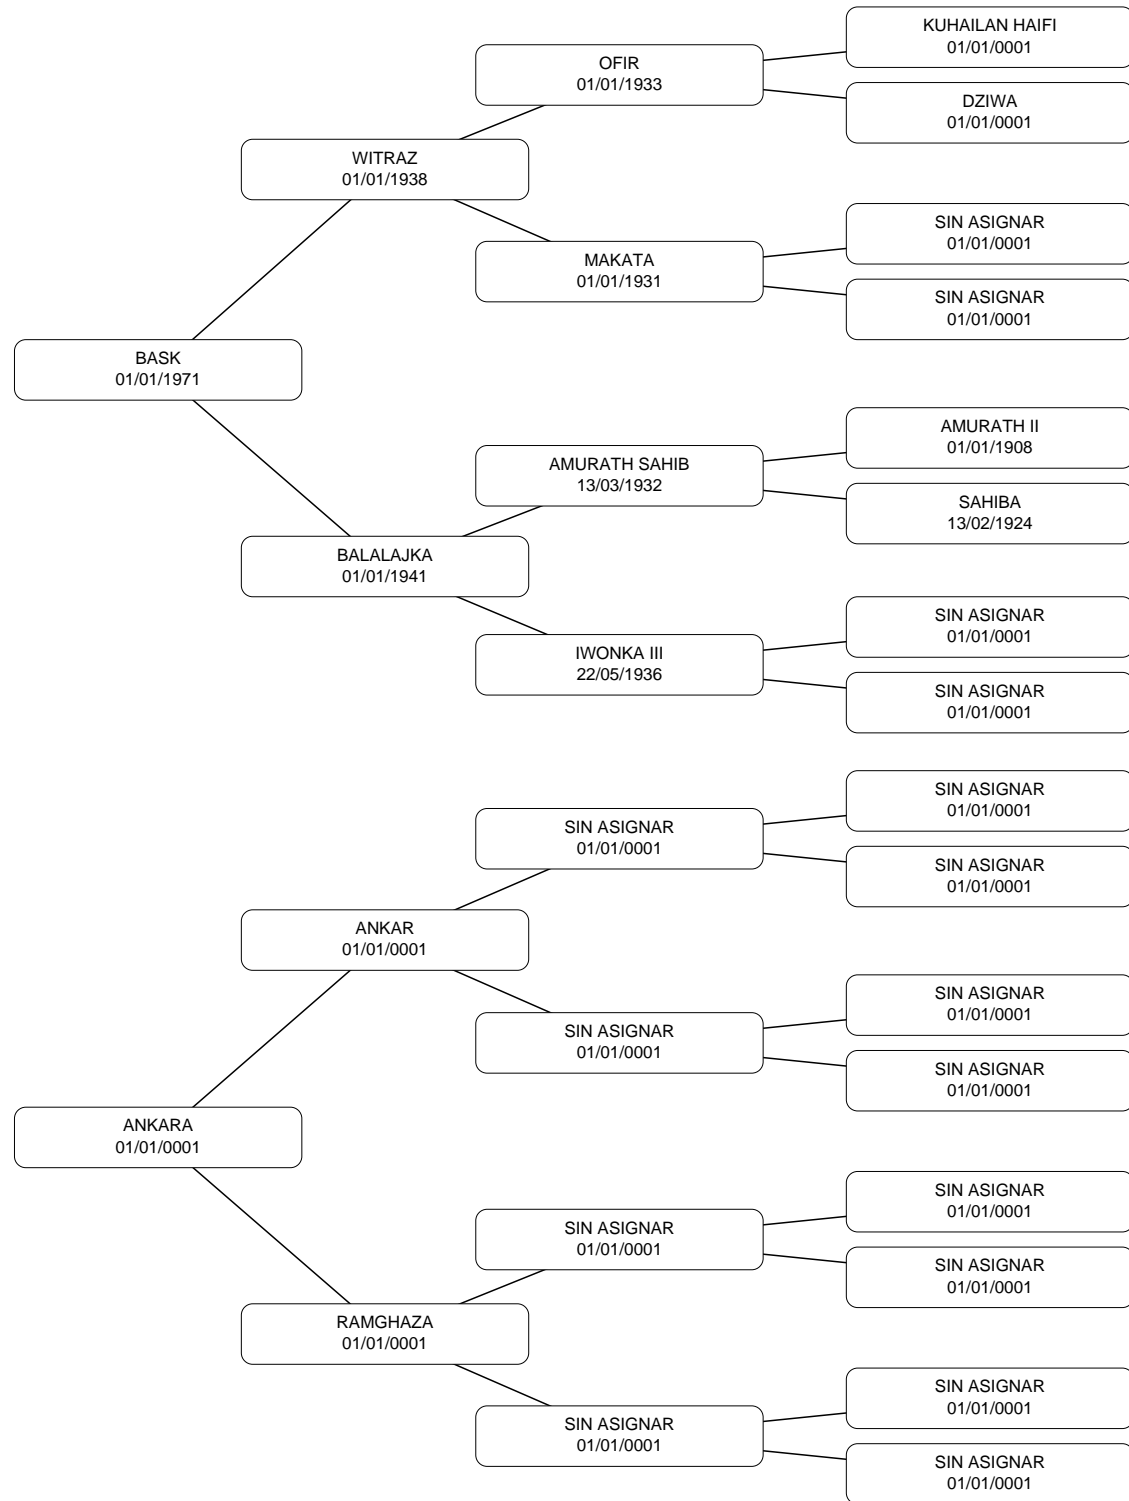 KUHAILAN HAIFI
01/01/0001
OFIR
01/01/1933
DZIWA
01/01/0001
WITRAZ
01/01/1938
SIN ASIGNAR
01/01/0001
MAKATA
01/01/1931
SIN ASIGNAR
01/01/0001
BASK
01/01/1971
AMURATH II
01/01/1908
AMURATH SAHIB
13/03/1932
SAHIBA
13/02/1924
BALALAJKA
01/01/1941
SIN ASIGNAR
01/01/0001
IWONKA III
22/05/1936
SIN ASIGNAR
01/01/0001
SIN ASIGNAR
01/01/0001
SIN ASIGNAR
01/01/0001
SIN ASIGNAR
01/01/0001
ANKAR
01/01/0001
SIN ASIGNAR
01/01/0001
SIN ASIGNAR
01/01/0001
SIN ASIGNAR
01/01/0001
ANKARA
01/01/0001
SIN ASIGNAR
01/01/0001
SIN ASIGNAR
01/01/0001
SIN ASIGNAR
01/01/0001
RAMGHAZA
01/01/0001
SIN ASIGNAR
01/01/0001
SIN ASIGNAR
01/01/0001
SIN ASIGNAR
01/01/0001